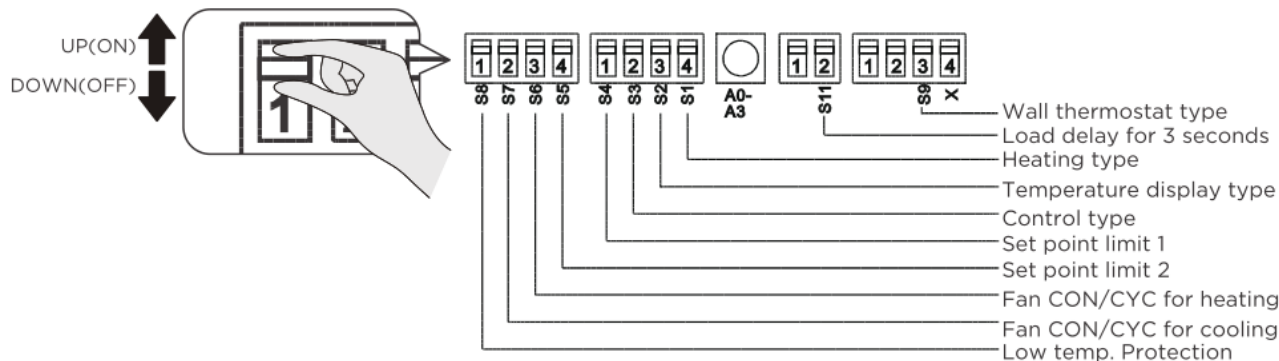 UP(ON)
DOWN(OFF)
1
1 2 3 4
1 2 3 4
1 2
1 2 3 4
S8 S7 S6 S5
S4 S3 S2 S1
A0-
A3
S11
S9 X
Wall thermostat type
Load delay for 3 seconds
Heating type
Temperature display type
Control type
Set point limit 1
Set point limit 2
Fan CON/CYC for heating
Fan CON/CYC for cooling
Low temp. Protection